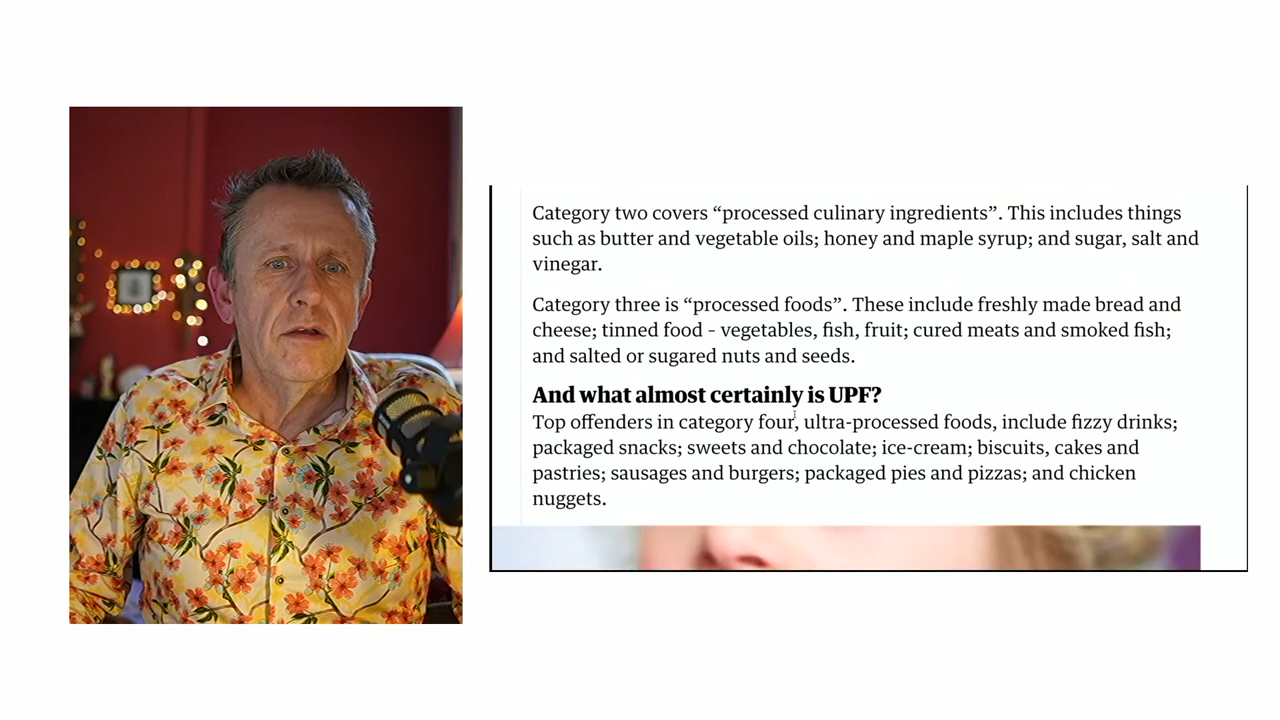 Category two covers “processed culinary ingredients”. This includes things
such as butter and vegetable oils; honey and maple syrup; and sugar, salt and
vinegar.
Category three is “processed foods”. These include freshly made bread and
cheese; tinned food – vegetables, fish, fruit; cured meats and smoked fish;
and salted or sugared nuts and seeds.
And what almost certainly is UPF?
Top offenders in category four, ultra-processed foods, include fizzy drinks;
packaged snacks; sweets and chocolate; ice-cream; biscuits, cakes and
pastries; sausages and burgers; packaged pies and pizzas; and chicken
nuggets.